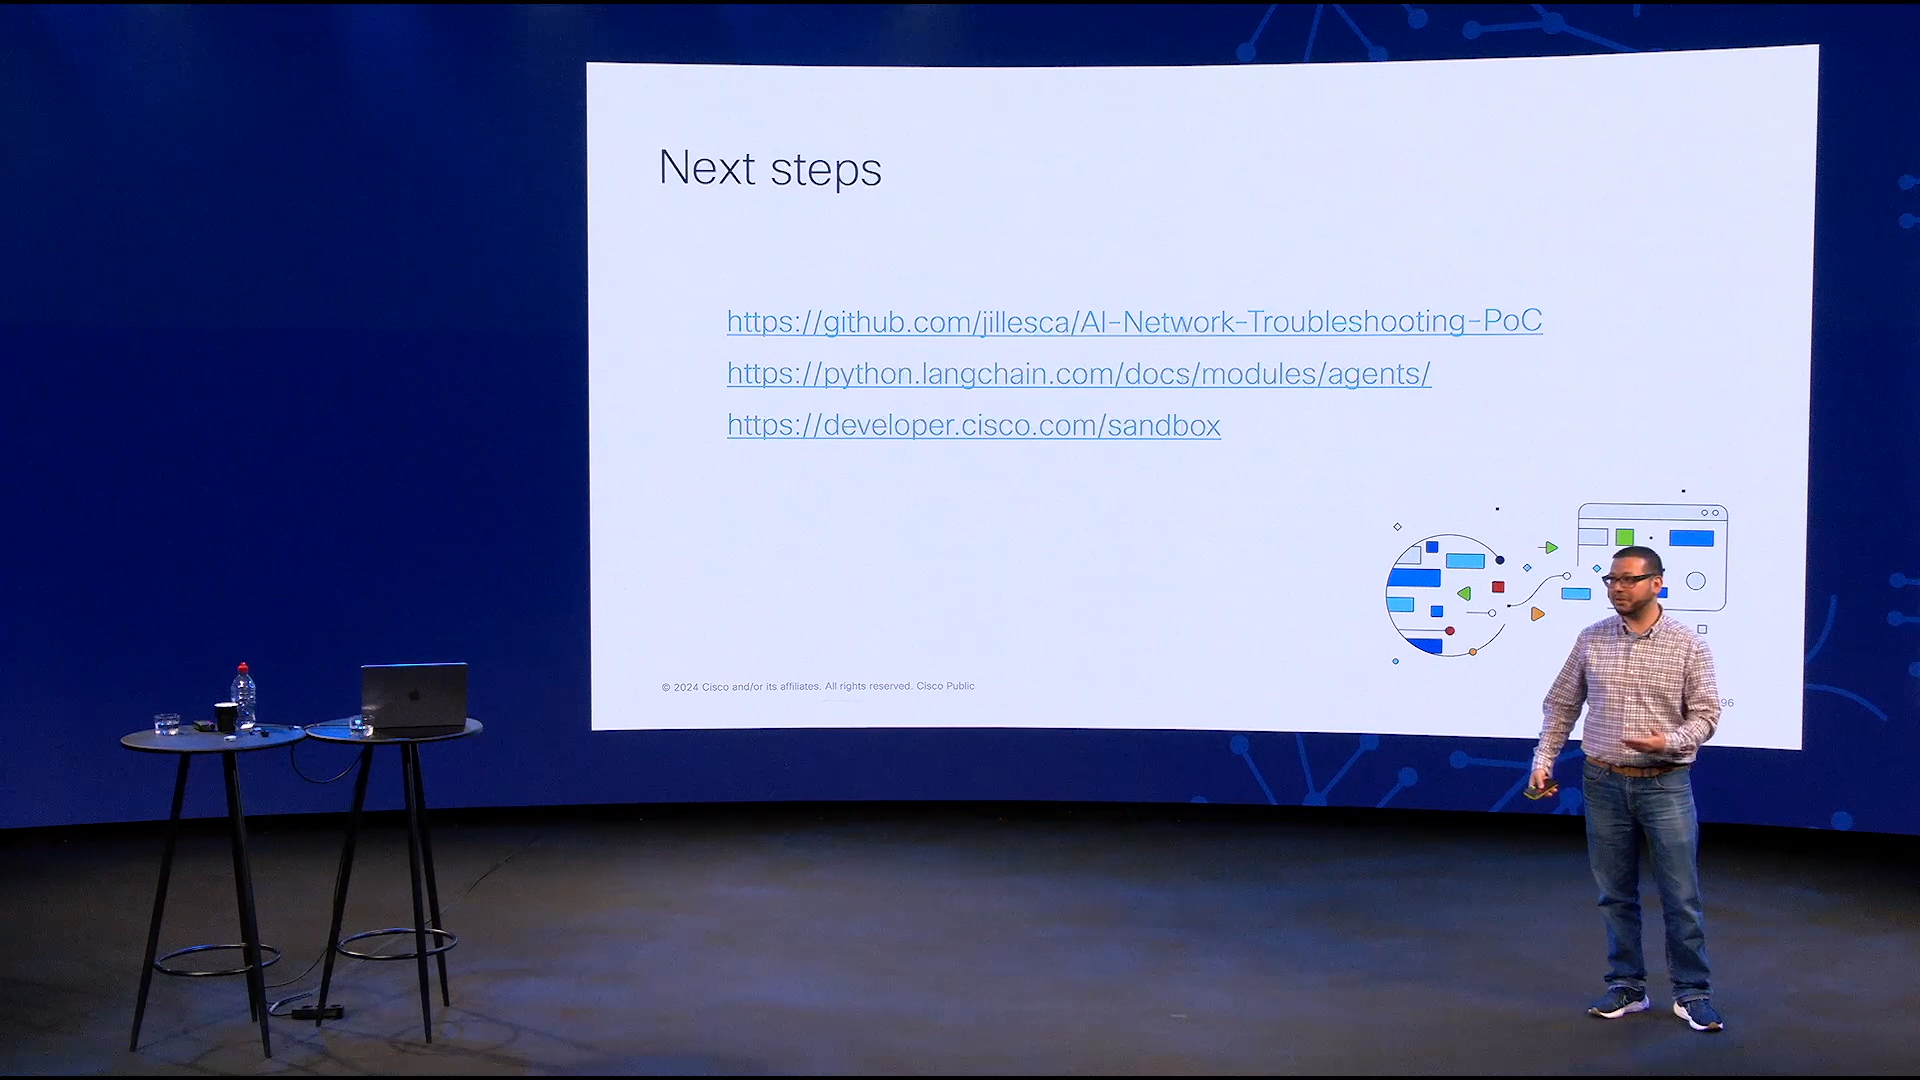 Next steps
https://github.com/jillesca/AI-Network-Troubleshooting-PoC
https://python.langchain.com/docs/modules/agents/
https://developer.cisco.com/sandbox
© 2024 Cisco and/or its affiliates. All rights reserved. Cisco Public
96